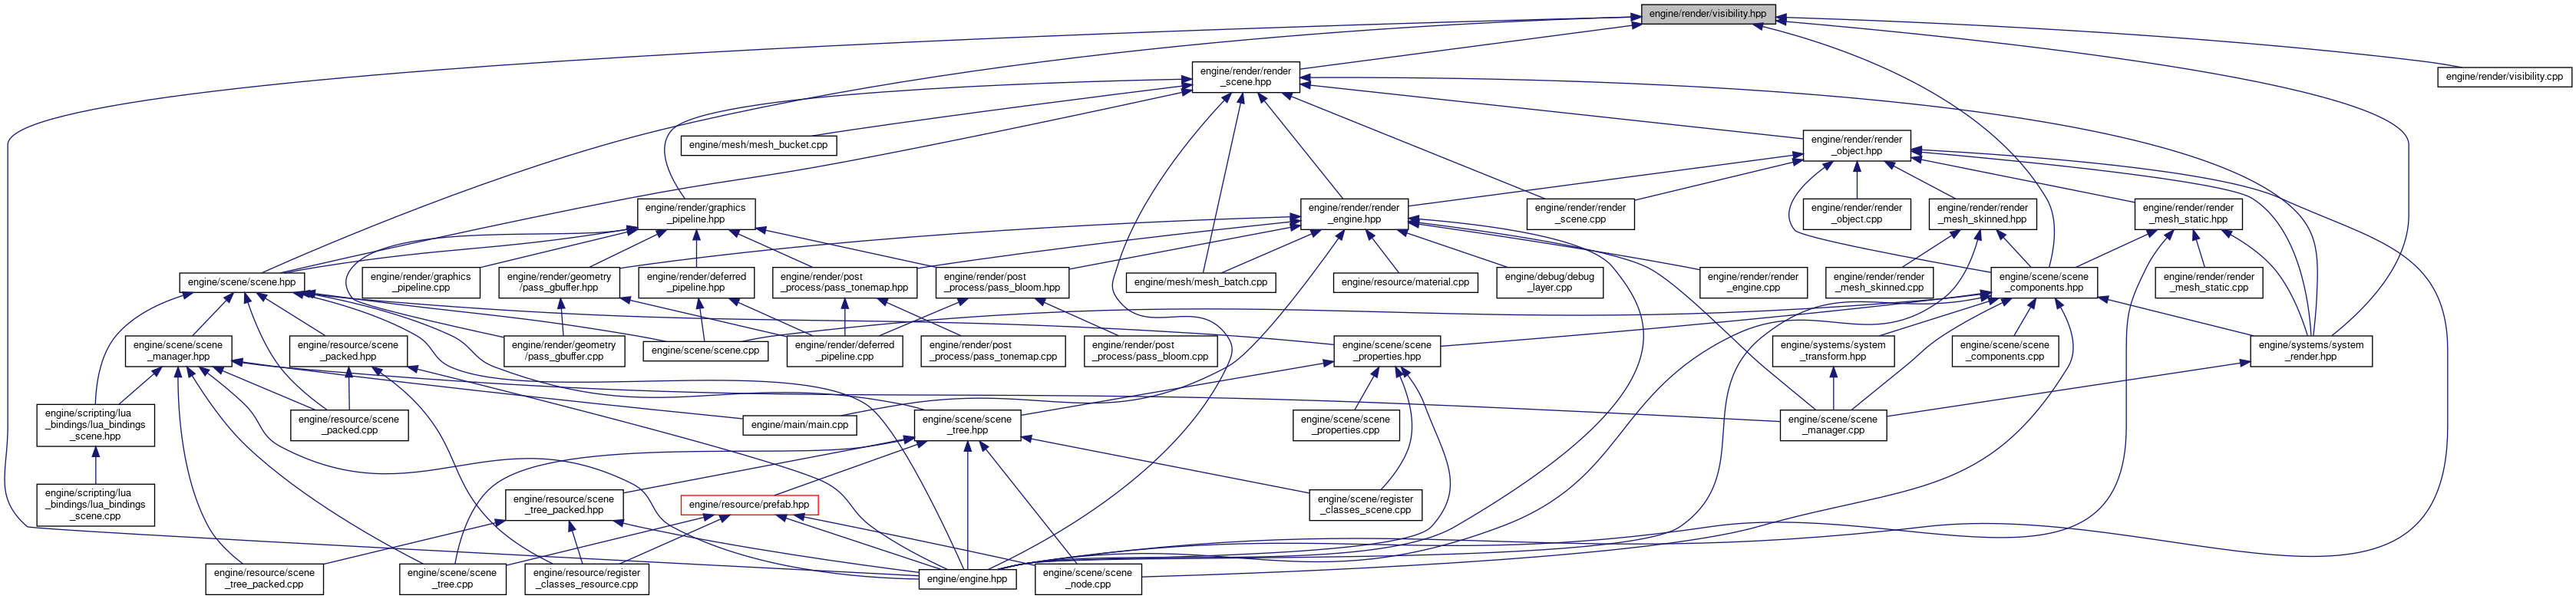 engine/render/visibility.hpp
engine/render/render
_scene.hpp
engine/render/visibility.cpp
engine/mesh/mesh_bucket.cpp
engine/render/render
_object.hpp
engine/render/graphics
_pipeline.hpp
engine/render/render
_engine.hpp
engine/render/render
_scene.cpp
engine/render/render
_object.cpp
engine/render/render
_mesh_skinned.hpp
engine/render/render
_mesh_static.hpp
engine/scene/scene.hpp
engine/render/graphics
_pipeline.cpp
engine/render/geometry
/pass_gbuffer.hpp
engine/render/deferred
_pipeline.hpp
engine/render/post
_process/pass_tonemap.hpp
engine/render/post
_process/pass_bloom.hpp
engine/mesh/mesh_batch.cpp
engine/resource/material.cpp
engine/debug/debug
_layer.cpp
engine/render/render
_engine.cpp
engine/render/render
_mesh_skinned.cpp
engine/scene/scene
_components.hpp
engine/render/render
_mesh_static.cpp
engine/scene/scene
_manager.hpp
engine/resource/scene
_packed.hpp
engine/render/geometry
/pass_gbuffer.cpp
engine/scene/scene.cpp
engine/render/deferred
_pipeline.cpp
engine/render/post
_process/pass_tonemap.cpp
engine/render/post
_process/pass_bloom.cpp
engine/scene/scene
_properties.hpp
engine/systems/system
_transform.hpp
engine/scene/scene
_components.cpp
engine/systems/system
_render.hpp
engine/scripting/lua
_bindings/lua_bindings
_scene.hpp
engine/resource/scene
_packed.cpp
engine/main/main.cpp
engine/scene/scene
_tree.hpp
engine/scene/scene
_properties.cpp
engine/scene/scene
_manager.cpp
engine/scripting/lua
_bindings/lua_bindings
_scene.cpp
engine/resource/scene
_tree_packed.hpp
engine/resource/prefab.hpp
engine/scene/register
_classes_scene.cpp
engine/resource/scene
_tree_packed.cpp
engine/scene/scene
_tree.cpp
engine/resource/register
_classes_resource.cpp
engine/engine.hpp
engine/scene/scene
_node.cpp